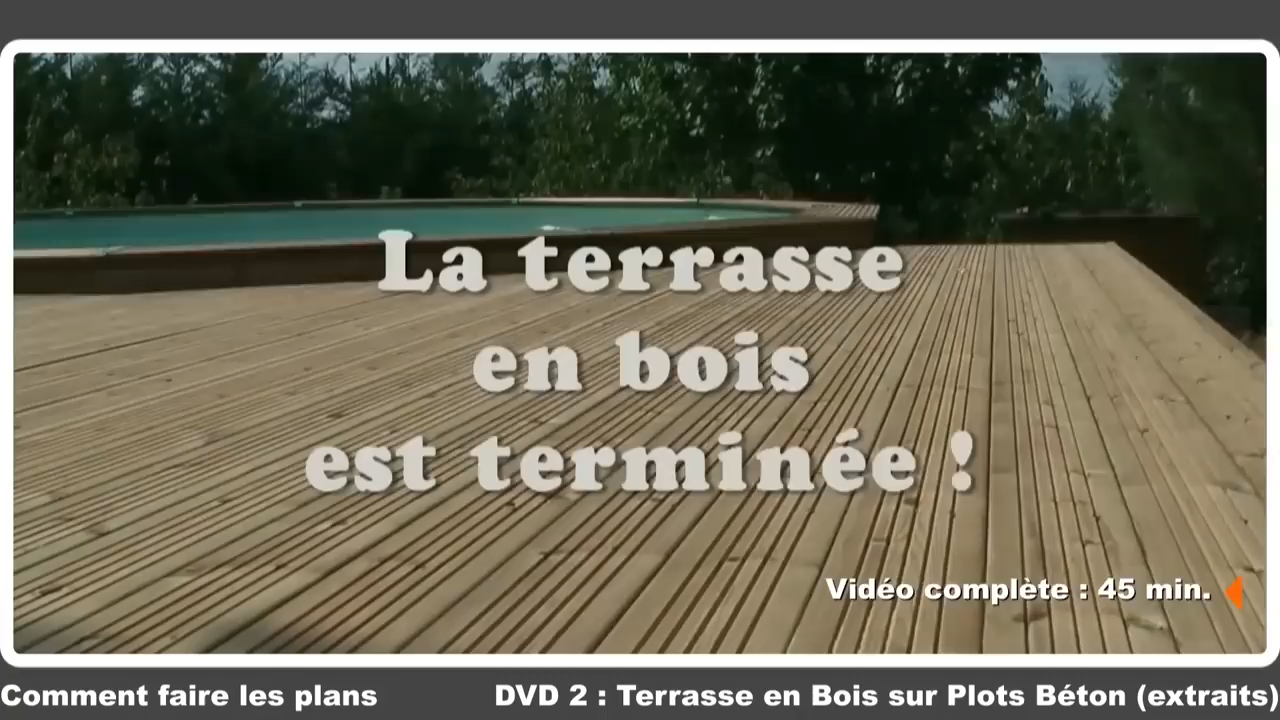 La terrasse
en bois
est terminée !
Vidéo complète : 45 min.
Comment faire les plans
DVD 2 : Terrasse en Bois sur Plots Béton (extraits)